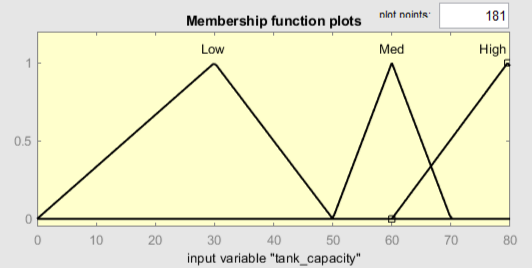 Membership function plots
plot points:
181
Low
Med
High
1
0.5
0
0 10 20 30 40 50 60 70 80
input variable "tank_capacity"